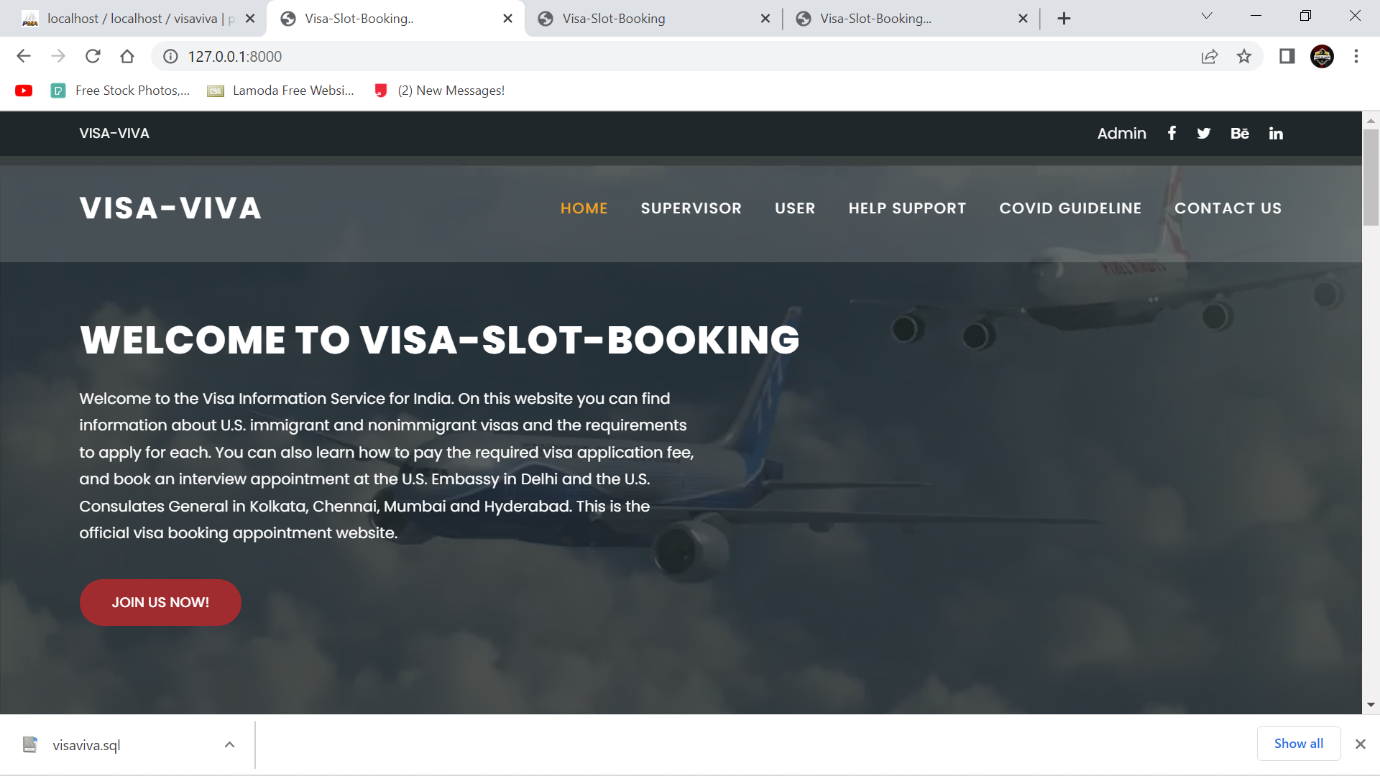 localhost / localhost / visaviva | p
Visa-Slot-Booking..
Visa-Slot-Booking
Visa-Slot-Booking...
127.0.0.1:8000
Free Stock Photos,...
Lamoda Free Websi...
(2) New Messages!
VISA-VIVA
Admin
VISA-VIVA
HOME SUPERVISOR USER HELP SUPPORT COVID GUIDELINE CONTACT US
WELCOME TO VISA-SLOT-BOOKING
Welcome to the Visa Information Service for India. On this website you can find
information about U.S. immigrant and nonimmigrant visas and the requirements
to apply for each. You can also learn how to pay the required visa application fee,
and book an interview appointment at the U.S. Embassy in Delhi and the U.S.
Consulates General in Kolkata, Chennai, Mumbai and Hyderabad. This is the
official visa booking appointment website.
JOIN US NOW!
visaviva.sql
Show all